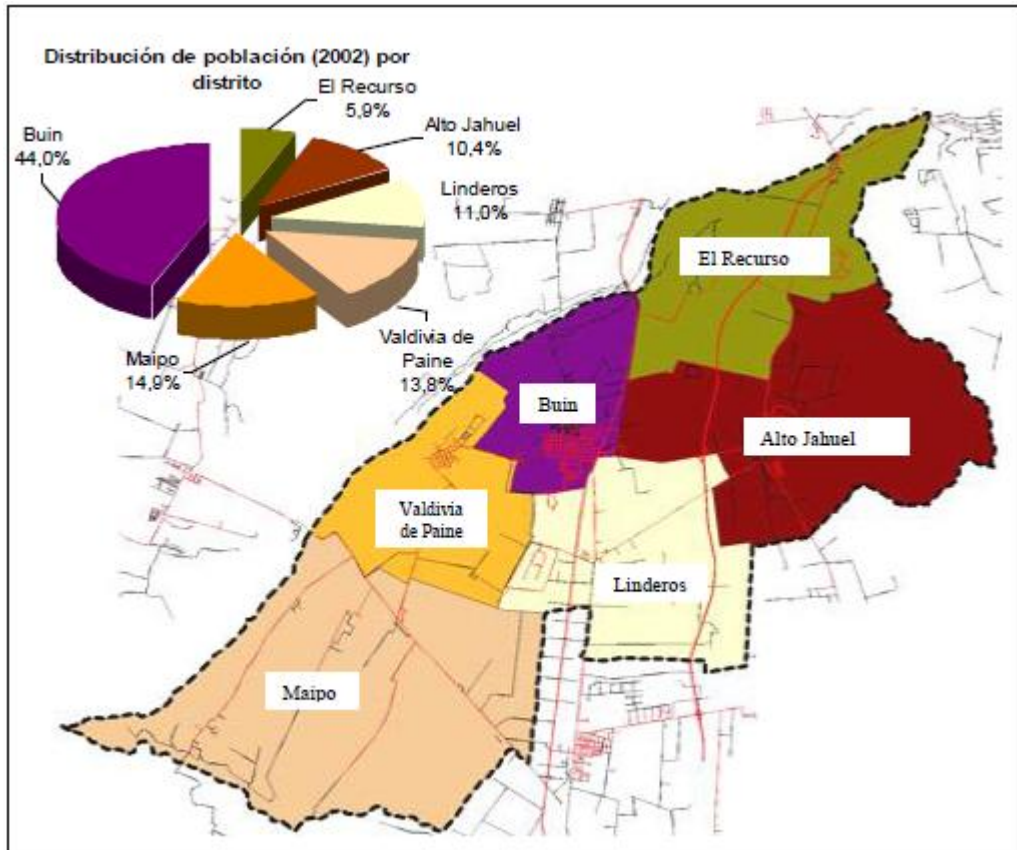 Distribución de población (2002) por
distrito
El Recurso
5,9%
Alto Jahuel
10,4%
Linderos
11,0%
Valdivia de
Paine
13,8%
Maipo
14,9%
Buin
44,0%
El Recurso
Buin
Alto Jahuel
Valdivia
de Paine
Linderos
Maipo